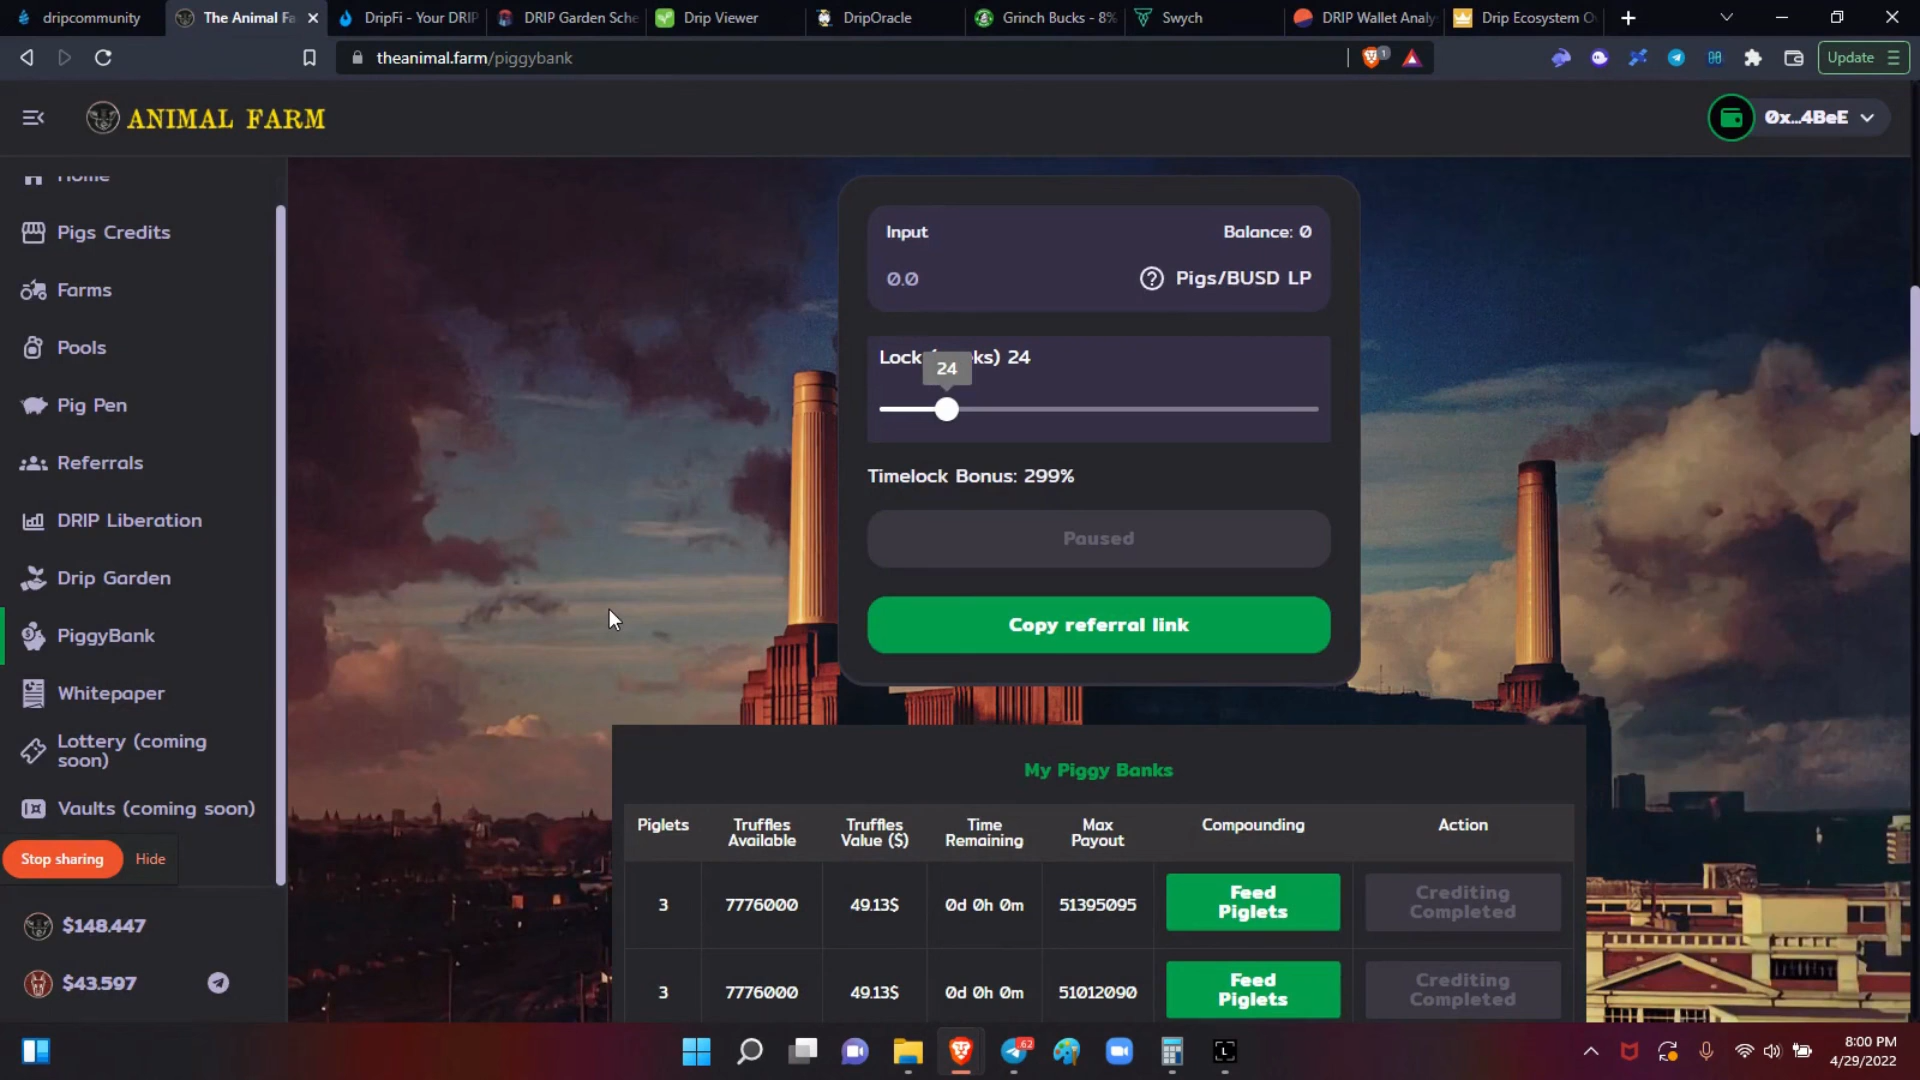 dripcommunity
The Animal Fa
DripFi - Your DRIP
DRIP Garden Sche
Drip Viewer
DripOracle
Grinch Bucks - 8%
Swych
DRIP Wallet Analy
Drip Ecosystem O
theanimal.farm/piggybank
1
Update
ANIMAL FARM
0x...4BeE
Home
Pigs Credits
Farms
Pools
Pig Pen
Referrals
DRIP Liberation
Drip Garden
PiggyBank
Whitepaper
Lottery (coming
soon)
Vaults (coming soon)
Stop sharing
Hide
$148.447
$43.597
Input
Balance: 0
0.0
Pigs/BUSD LP
Lock ks) 24
24
Timelock Bonus: 299%
Paused
Copy referral link
My Piggy Banks
Piglets
Truffles
Available
Truffles
Value ($)
Time
Remaining
Max
Payout
Compounding
Action
3
7776000
49.13$
0d 0h 0m
51395095
Feed
Piglets
Crediting
Completed
3
7776000
49.13$
0d 0h 0m
51012090
Feed
Piglets
Crediting
Completed
62
L
8:00 PM
4/29/2022